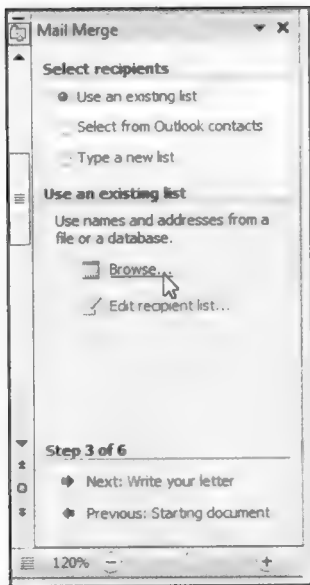 Mail Merge
Select recipients
Use an existing list
Select from Outlook contacts
Type a new list
Use an existing list
Use names and addresses from a
file or a database.
Browse...
Edit recipient list...
Step 3 of 6
Next: Write your letter
Previous: Starting document
120%